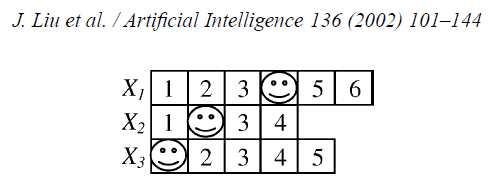 J. Liu et al. / Artificial Intelligence 136 (2002) 101–144
X1 1 2 3 5 6
X2 1 3 4
X3 2 3 4 5